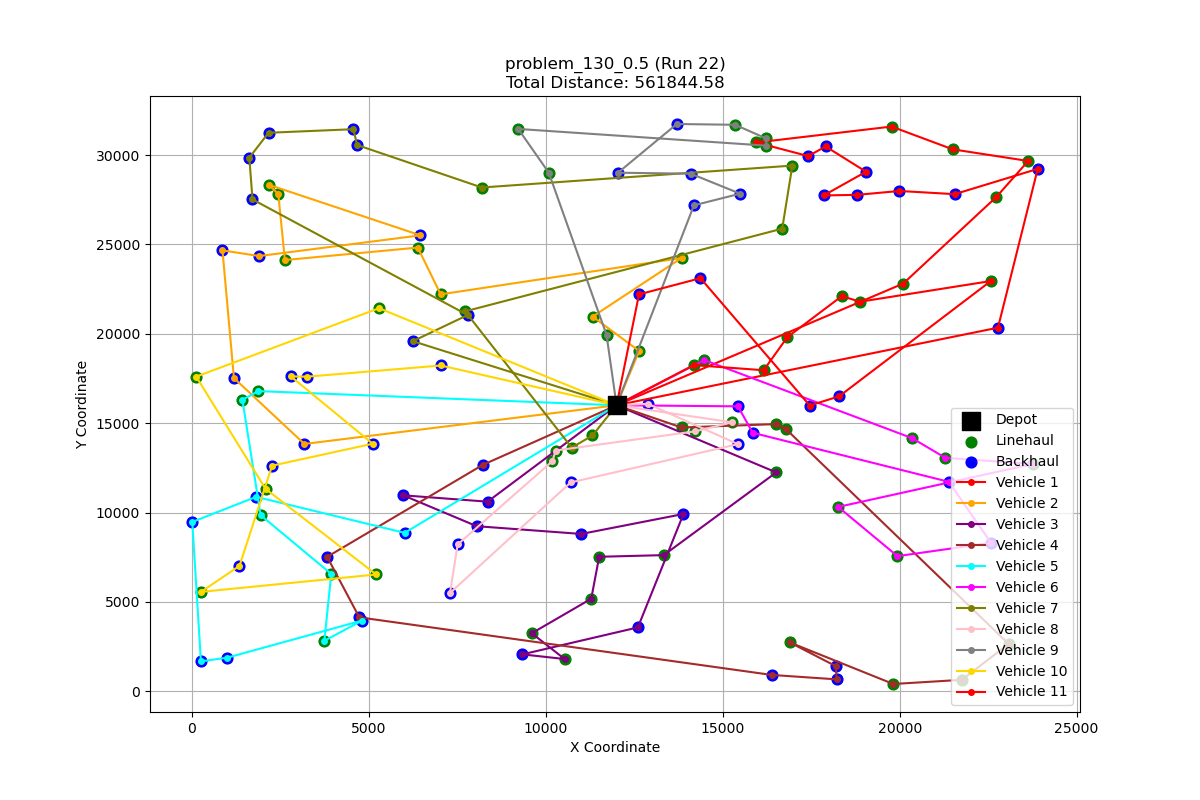 problem_130_0.5 (Run 22)
Total Distance: 561844.58
Y Coordinate
30000
25000
20000
15000
10000
5000
0
0
5000
10000
15000
20000
25000
X Coordinate
Depot
Linehaul
Backhaul
Vehicle 1
Vehicle 2
Vehicle 3
Vehicle 4
Vehicle 5
Vehicle 6
Vehicle 7
Vehicle 8
Vehicle 9
Vehicle 10
Vehicle 11